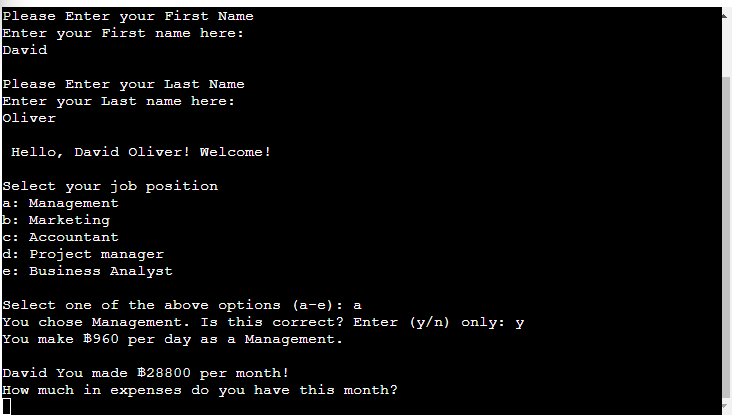 Please Enter your First Name
Enter your First name here:
David
Please Enter your Last Name
Enter your Last name here:
Oliver
Hello, David Oliver! Welcome!
Select your job position
a: Management
b: Marketing
c: Accountant
d: Project manager
e: Business Analyst
Select one of the above options (a-e): a
You chose Management. Is this correct? Enter (y/n) only: y
You make ฿960 per day as a Management.
David You made ฿28800 per month!
How much in expenses do you have this month?